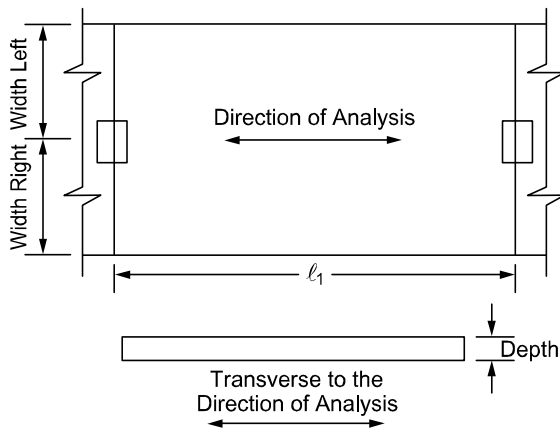 Width Left
Width Right
Direction of Analysis
ℓ1
Depth
Transverse to the
Direction of Analysis